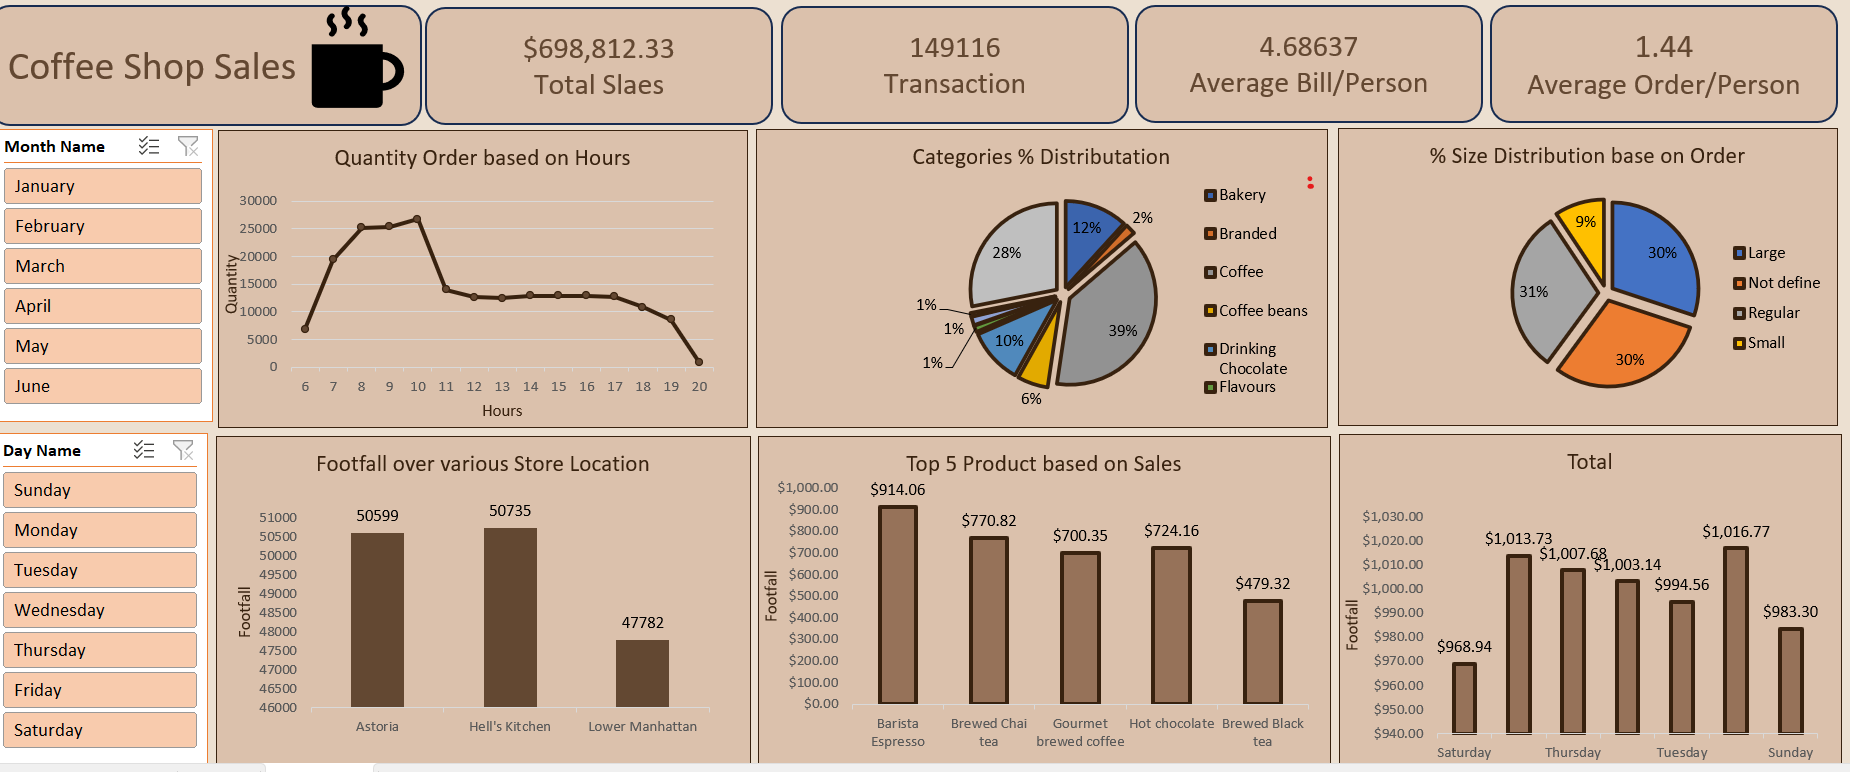 Coffee Shop Sales
$698,812.33
Total Slaes
149116
Transaction
4.68637
Average Bill/Person
1.44
Average Order/Person
Month Name
January
February
March
April
May
June
Quantity Order based on Hours
30000
25000
20000
15000
10000
5000
0
Quantity
6 7 8 9 10 11 12 13 14 15 16 17 18 19 20
Hours
Categories % Distributation
12%
2%
39%
6%
10%
1%
1%
1%
28%
Bakery
Branded
Coffee
Coffee beans
Drinking
Chocolate
Flavours
% Size Distribution base on Order
30%
30%
31%
9%
Large
Not define
Regular
Small
Day Name
Sunday
Monday
Tuesday
Wednesday
Thursday
Friday
Saturday
Footfall over various Store Location
51000
50500
50000
49500
49000
48500
48000
47500
47000
46500
46000
Footfall
50599
50735
47782
Astoria
Hell's Kitchen
Lower Manhattan
Top 5 Product based on Sales
$1,000.00
$900.00
$800.00
$700.00
$600.00
$500.00
$400.00
$300.00
$200.00
$100.00
$0.00
Footfall
$914.06
$770.82
$700.35
$724.16
$479.32
Barista
Espresso
Brewed Chai
tea
Gourmet
brewed coffee
Hot chocolate
Brewed Black
tea
Total
$1,030.00
$1,020.00
$1,010.00
$1,000.00
$990.00
$980.00
$970.00
$960.00
$950.00
$940.00
Footfall
$968.94
$1,013.73
$1,007.68
$1,003.14
$994.56
$1,016.77
$983.30
Saturday
Thursday
Tuesday
Sunday